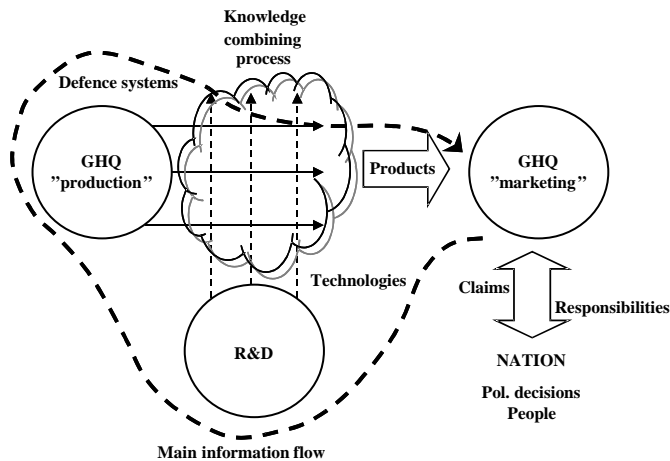 Knowledge
combining
process
Defence systems
GHQ
”production”
Products
GHQ
”marketing”
Technologies
Claims
Responsibilities
R&D
NATION
Pol. decisions
People
Main information flow